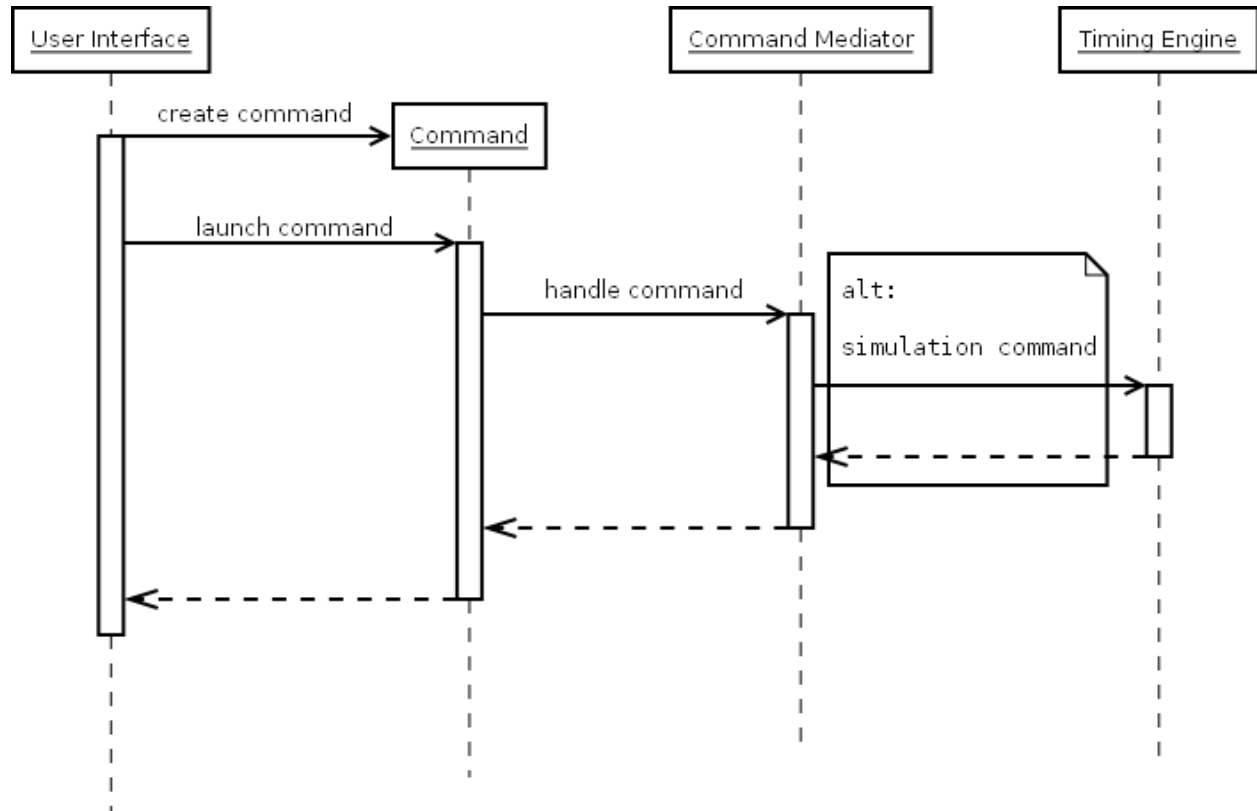 User Interface
Command Mediator
Timing Engine
create command
Command
launch command
handle command
alt:
simulation command